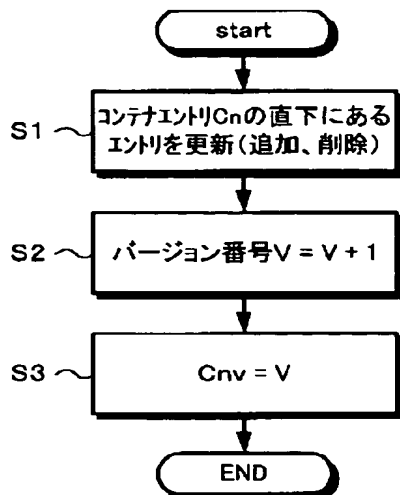 start
S1
コンテナエントリCnの直下にある
エントリを更新(追加、削除)
S2
バージョン番号V = V + 1
S3
Cnv = V
END